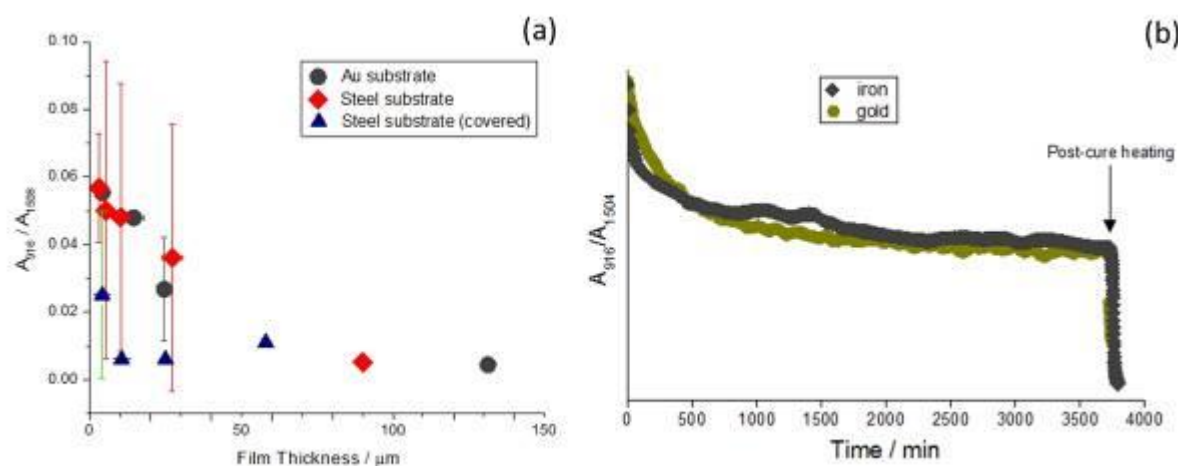 (a)
0.10
0.08
0.06
0.04
0.02
0.00
A916 / A1508
Au substrate
Steel substrate
Steel substrate (covered)
0
50
100
150
Film Thickness / μm
(b)
iron
gold
Post-cure heating
A916/A1504
0 500 1000 1500 2000 2500 3000 3500 4000
Time / min